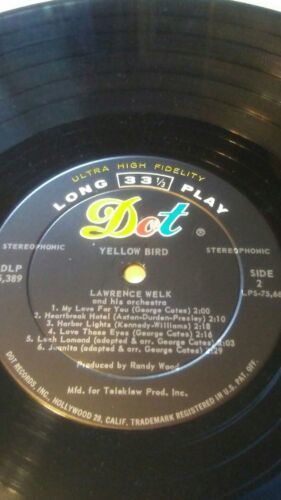 ULTRA HIGH FIDELITY
LONG 33⅓ PLAY
Dot ®
STEREOPHONIC STEREOPHONIC
YELLOW BIRD
DLP SIDE
5,389 2
LAWRENCE WELK
and his orchestra
1. My Love For You (George Cates) 2:00
2. Heartbreak Hotel (Axton-Durden-Presley) 2:10
3. Harbor Lights (Kennedy-Williams) 2:18
4. Love Those Eyes (George Cates) 2:16
5. Loch Lomond (adapted & arr. George Cates)
6. Juanita (adapted & arr. George Cates) 2:29
Produced by Randy Wood
Mfd. for Teleklew Prod. Inc.
DOT RECORDS, INC. HOLLYWOOD 28, CALIF. TRADEMARK REGISTERED IN U.S. PAT. OFF.